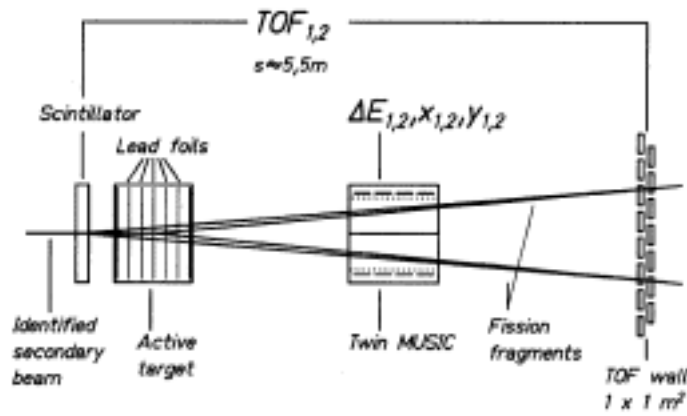 TOF1,2
s≈5,5m
Scintillator
Lead foils
ΔE1,2,x1,2,y1,2
Identified
secondary
beam
Active
target
Twin MUSIC
Fission
fragments
TOF wall
1 x 1 m²